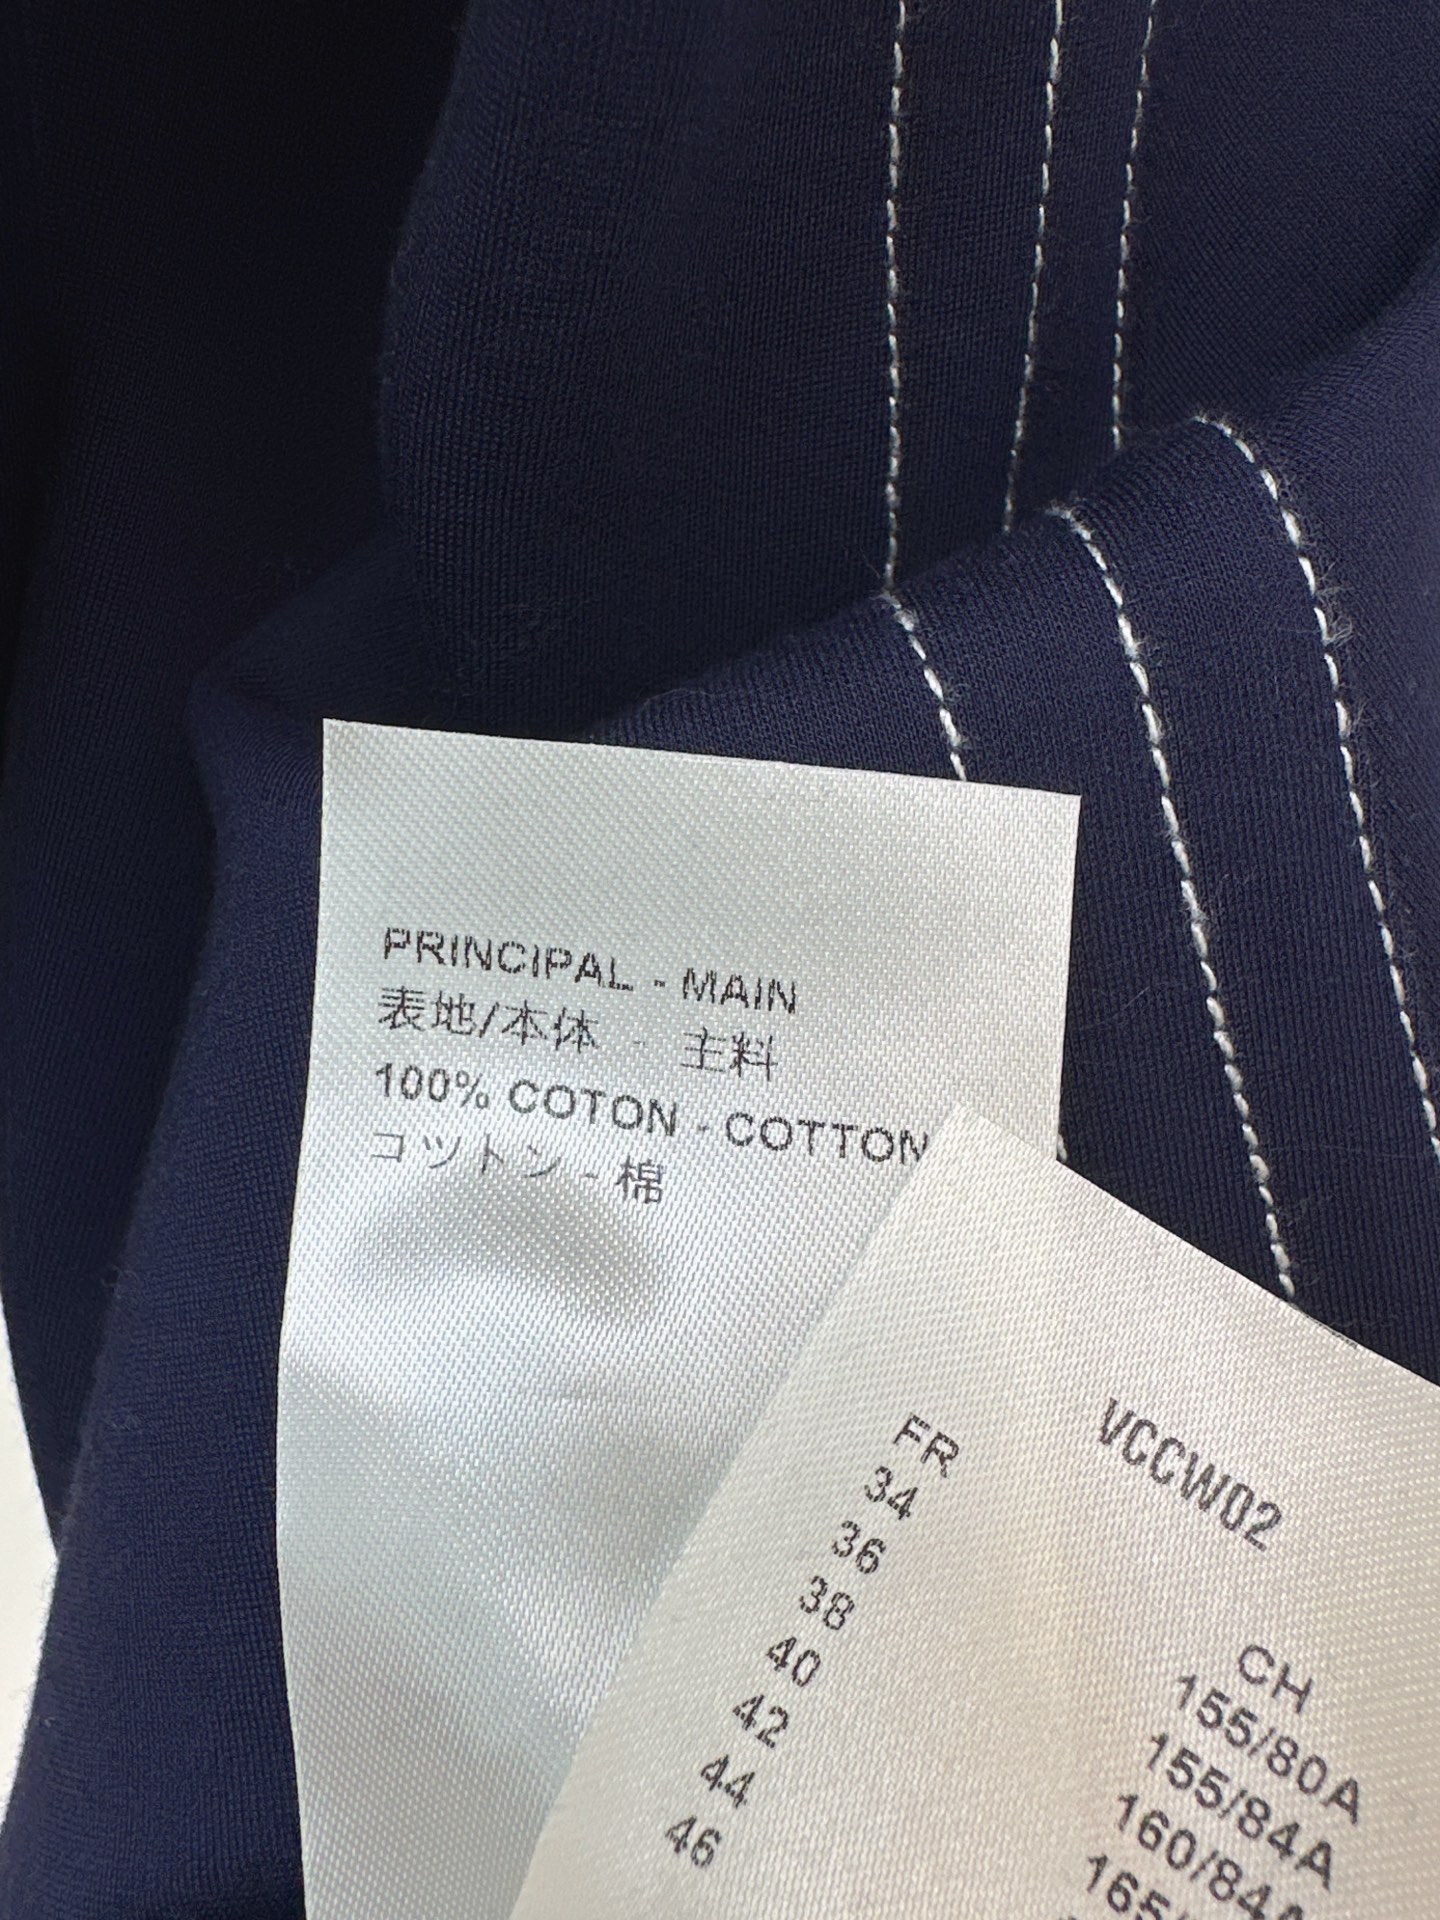 PRINCIPAL - MAIN
表地/本体 - 主料
100% COTON - COTTON
コットン - 棉
VCCW02
FR
34
36
38
40
42
44
46
CH
155/80A
155/84A
160/84A
165/